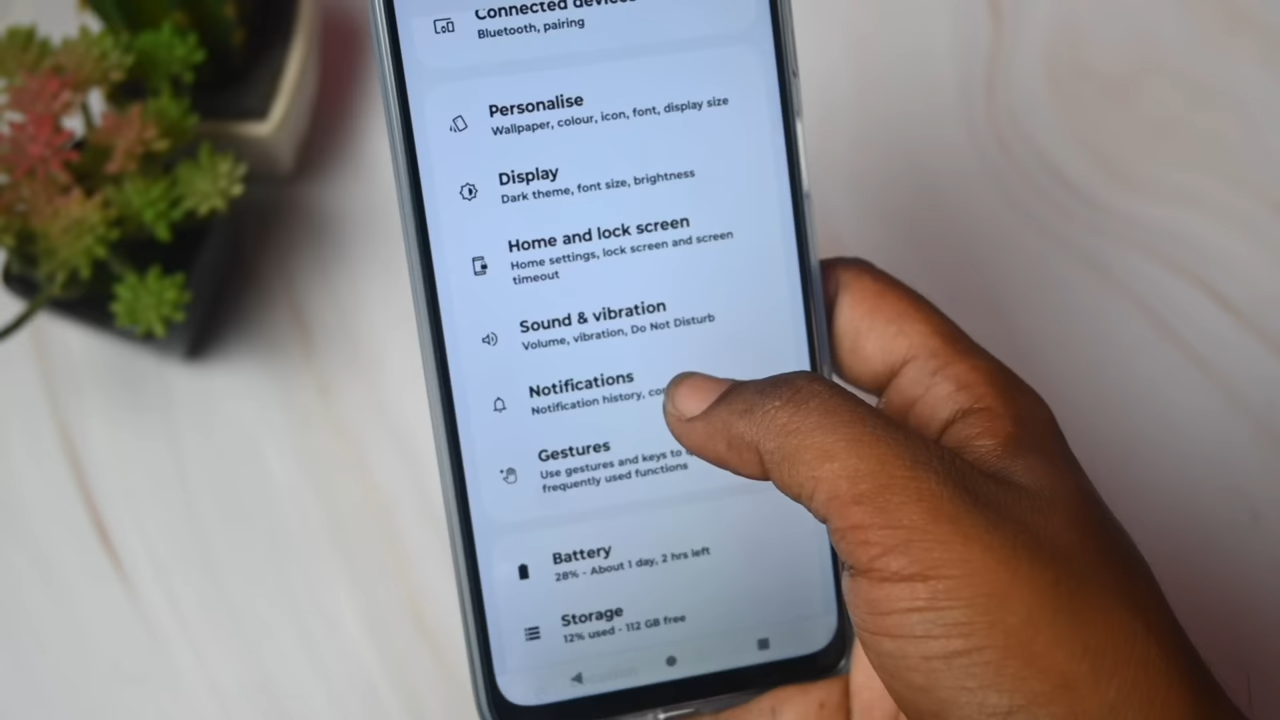 Connected devices
Bluetooth, pairing
Personalise
Wallpaper, colour, icon, font, display size
Display
Dark theme, font size, brightness
Home and lock screen
Home settings, lock screen and screen
timeout
Sound & vibration
Volume, vibration, Do Not Disturb
Notifications
Notification history,
Gestures
Use gestures and keys to
frequently used functions
Battery
28% - About 1 day, 2 hrs left
Storage
12% used - 112 GB free